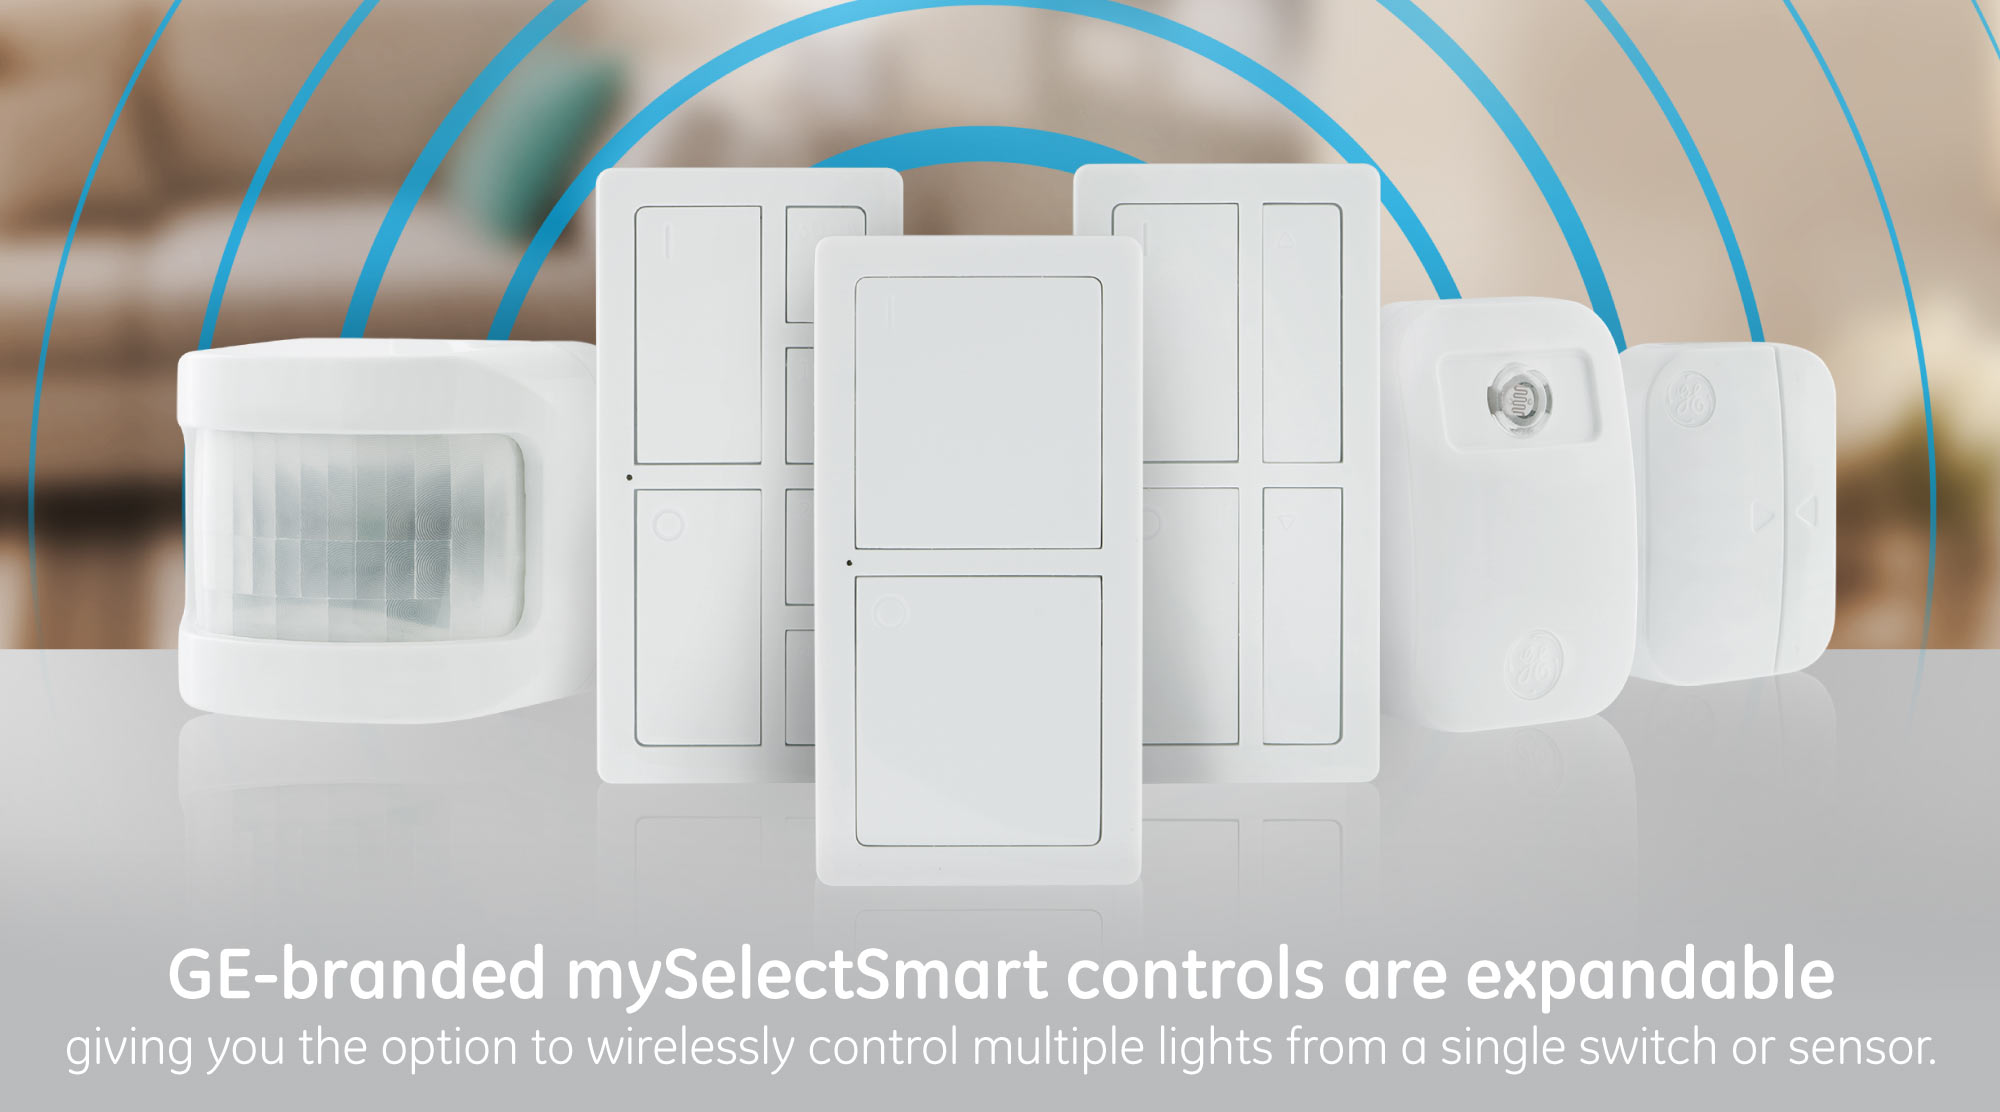 GE-branded mySelectSmart controls are expandable
giving you the option to wirelessly control multiple lights from a single switch or sensor.